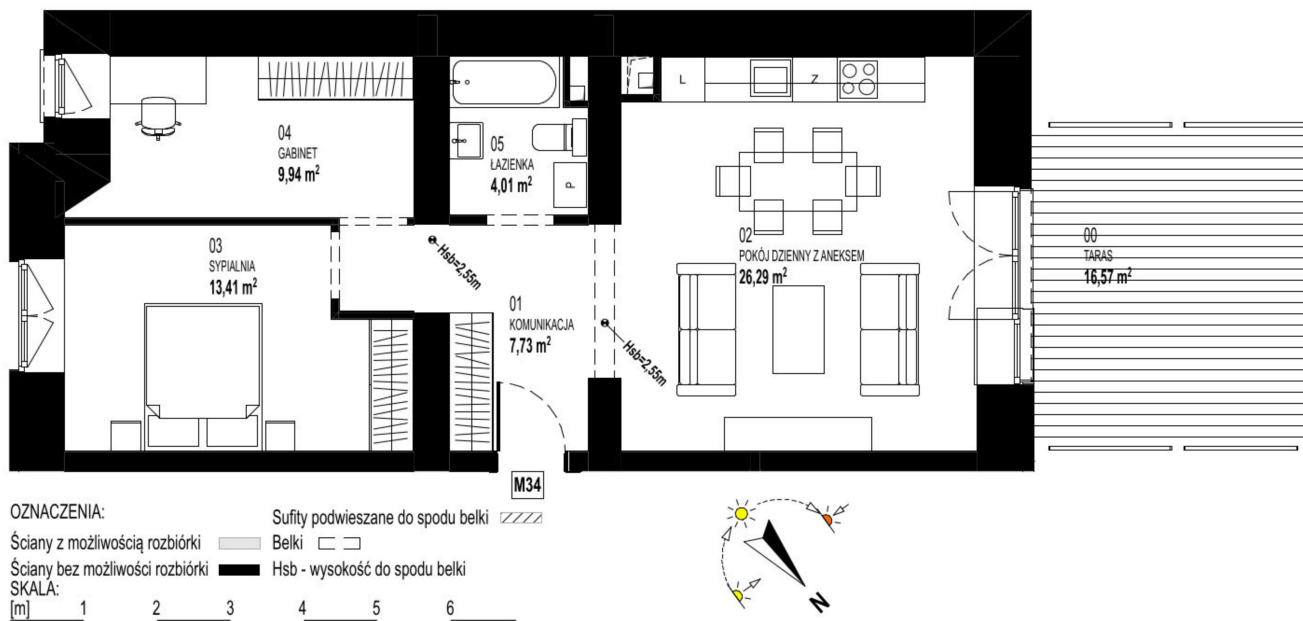 04
GABINET
9,94 m²
05
ŁAZIENKA
4,01 m²
P
L
Z
03
SYPIALNIA
13,41 m²
Hsb=2,55m
01
KOMUNIKACJA
7,73 m²
Hsb=2,55m
02
POKÓJ DZIENNY Z ANEKSEM
26,29 m²
00
TARAS
16,57 m²
M34
OZNACZENIA:
Sufity podwieszane do spodu belki
Ściany z możliwością rozbiórki
Belki
Ściany bez możliwości rozbiórki
Hsb - wysokość do spodu belki
SKALA:
[m] 1 2 3 4 5 6
N